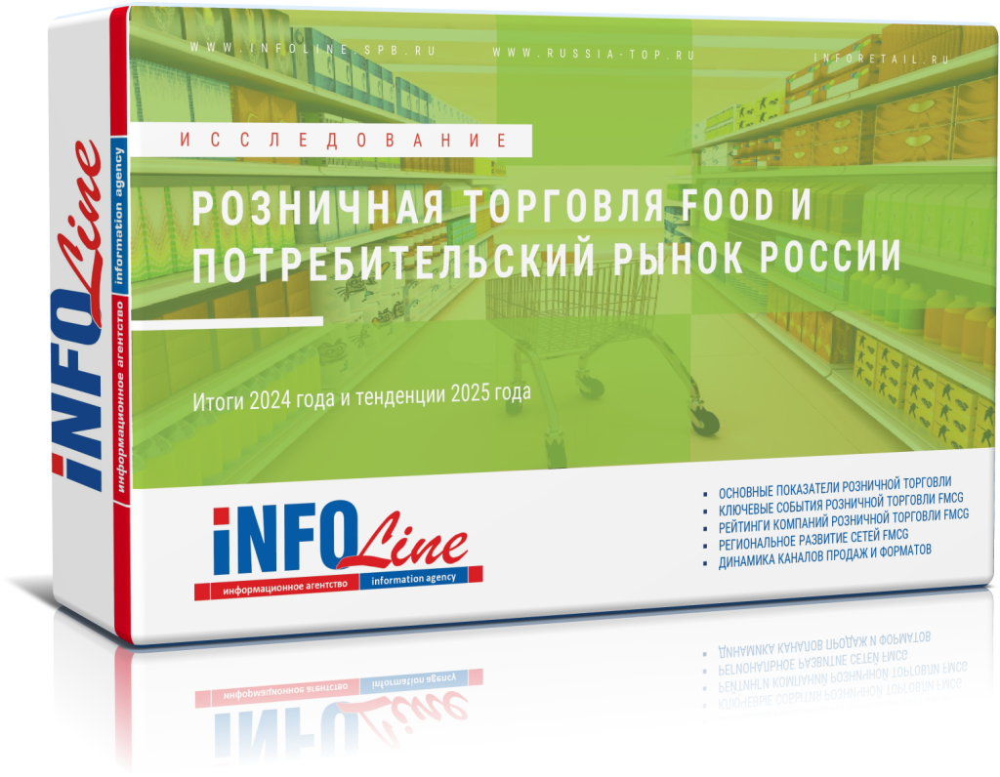 WWW.INFOLINE.SPB.RU
WWW.RUSSIA-TOP.RU
INFORETAIL.RU
ИССЛЕДОВАНИЕ
РОЗНИЧНАЯ ТОРГОВЛЯ FOOD И
ПОТРЕБИТЕЛЬСКИЙ РЫНОК РОССИИ
Итоги 2024 года и тенденции 2025 года
iNFOLine
информационное агентство
information agency
ОСНОВНЫЕ ПОКАЗАТЕЛИ РОЗНИЧНОЙ ТОРГОВЛИ
КЛЮЧЕВЫЕ СОБЫТИЯ РОЗНИЧНОЙ ТОРГОВЛИ FMCG
РЕЙТИНГИ КОМПАНИЙ РОЗНИЧНОЙ ТОРГОВЛИ FMCG
РЕГИОНАЛЬНОЕ РАЗВИТИЕ СЕТЕЙ FMCG
ДИНАМИКА КАНАЛОВ ПРОДАЖ И ФОРМАТОВ
iNFOLine
информационное агентство
information agency